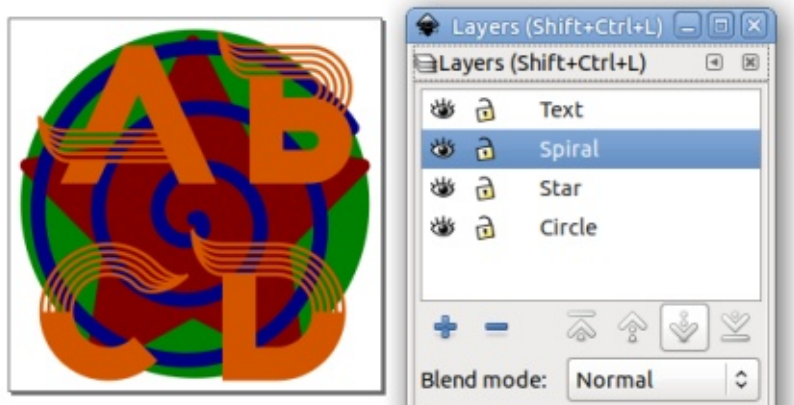 A B
C D
Layers (Shift+Ctrl+L)
Layers (Shift+Ctrl+L)
Text
Spiral
Star
Circle
Blend mode: Normal